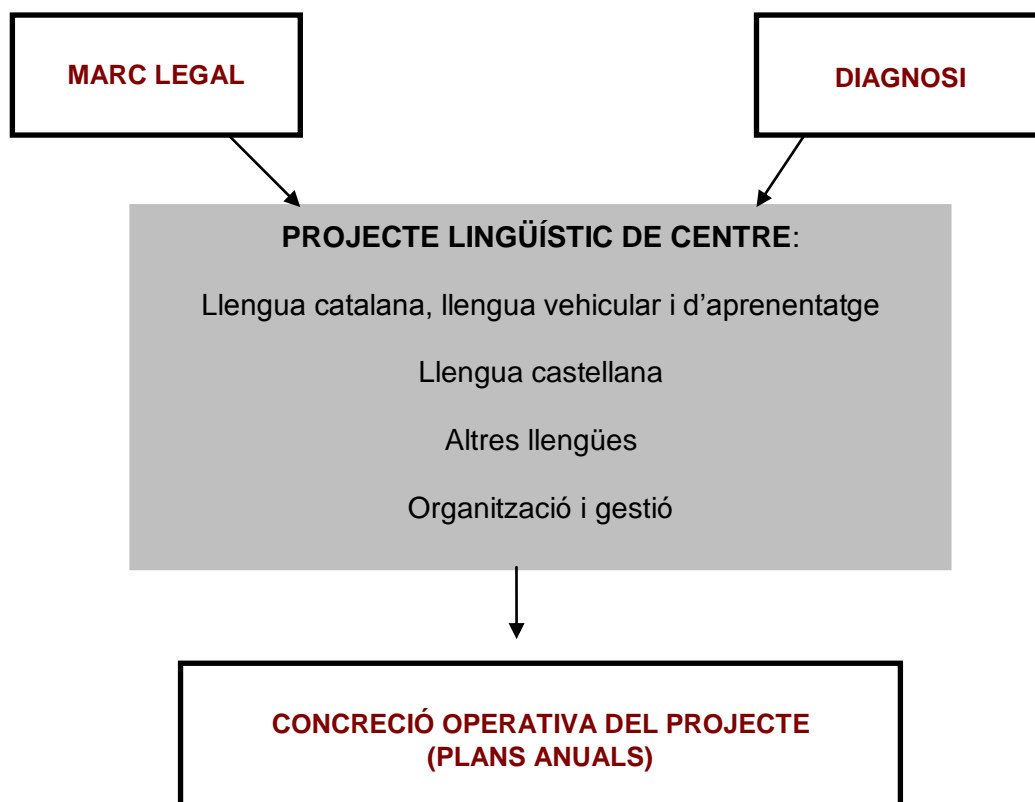 MARC LEGAL
DIAGNOSI
PROJECTE LINGÜÍSTIC DE CENTRE:
Llengua catalana, llengua vehicular i d’aprenentatge
Llengua castellana
Altres llengües
Organització i gestió
CONCRECIÓ OPERATIVA DEL PROJECTE
(PLANS ANUALS)